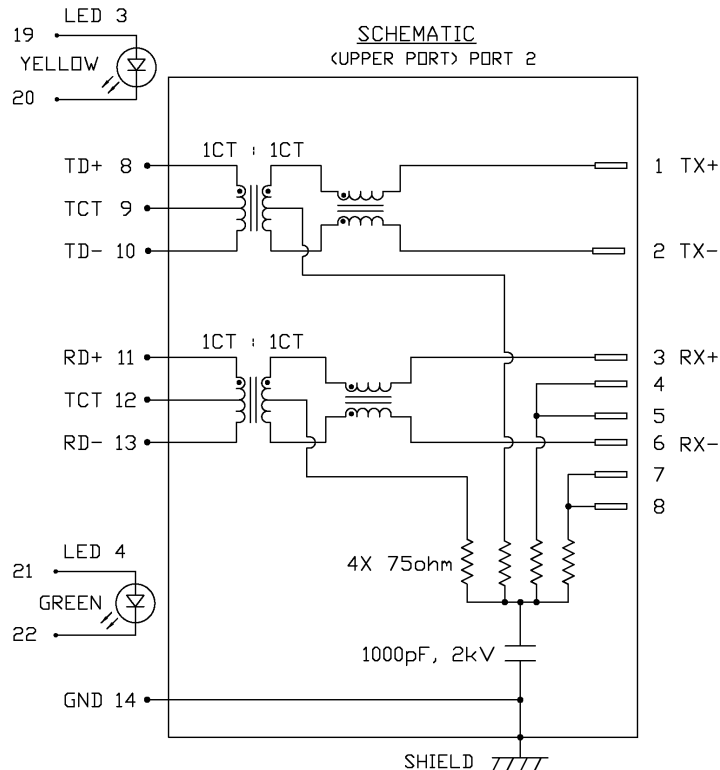 LED 3
19
YELLOW
20
SCHEMATIC
(UPPER PORT) PORT 2
1CT : 1CT
TD+ 8
TCT 9
TD- 10
1 TX+
2 TX-
1CT : 1CT
RD+ 11
TCT 12
RD- 13
3 RX+
4
5
6 RX-
7
8
LED 4
21
GREEN
22
4X 75ohm
1000pF, 2kV
GND 14
SHIELD